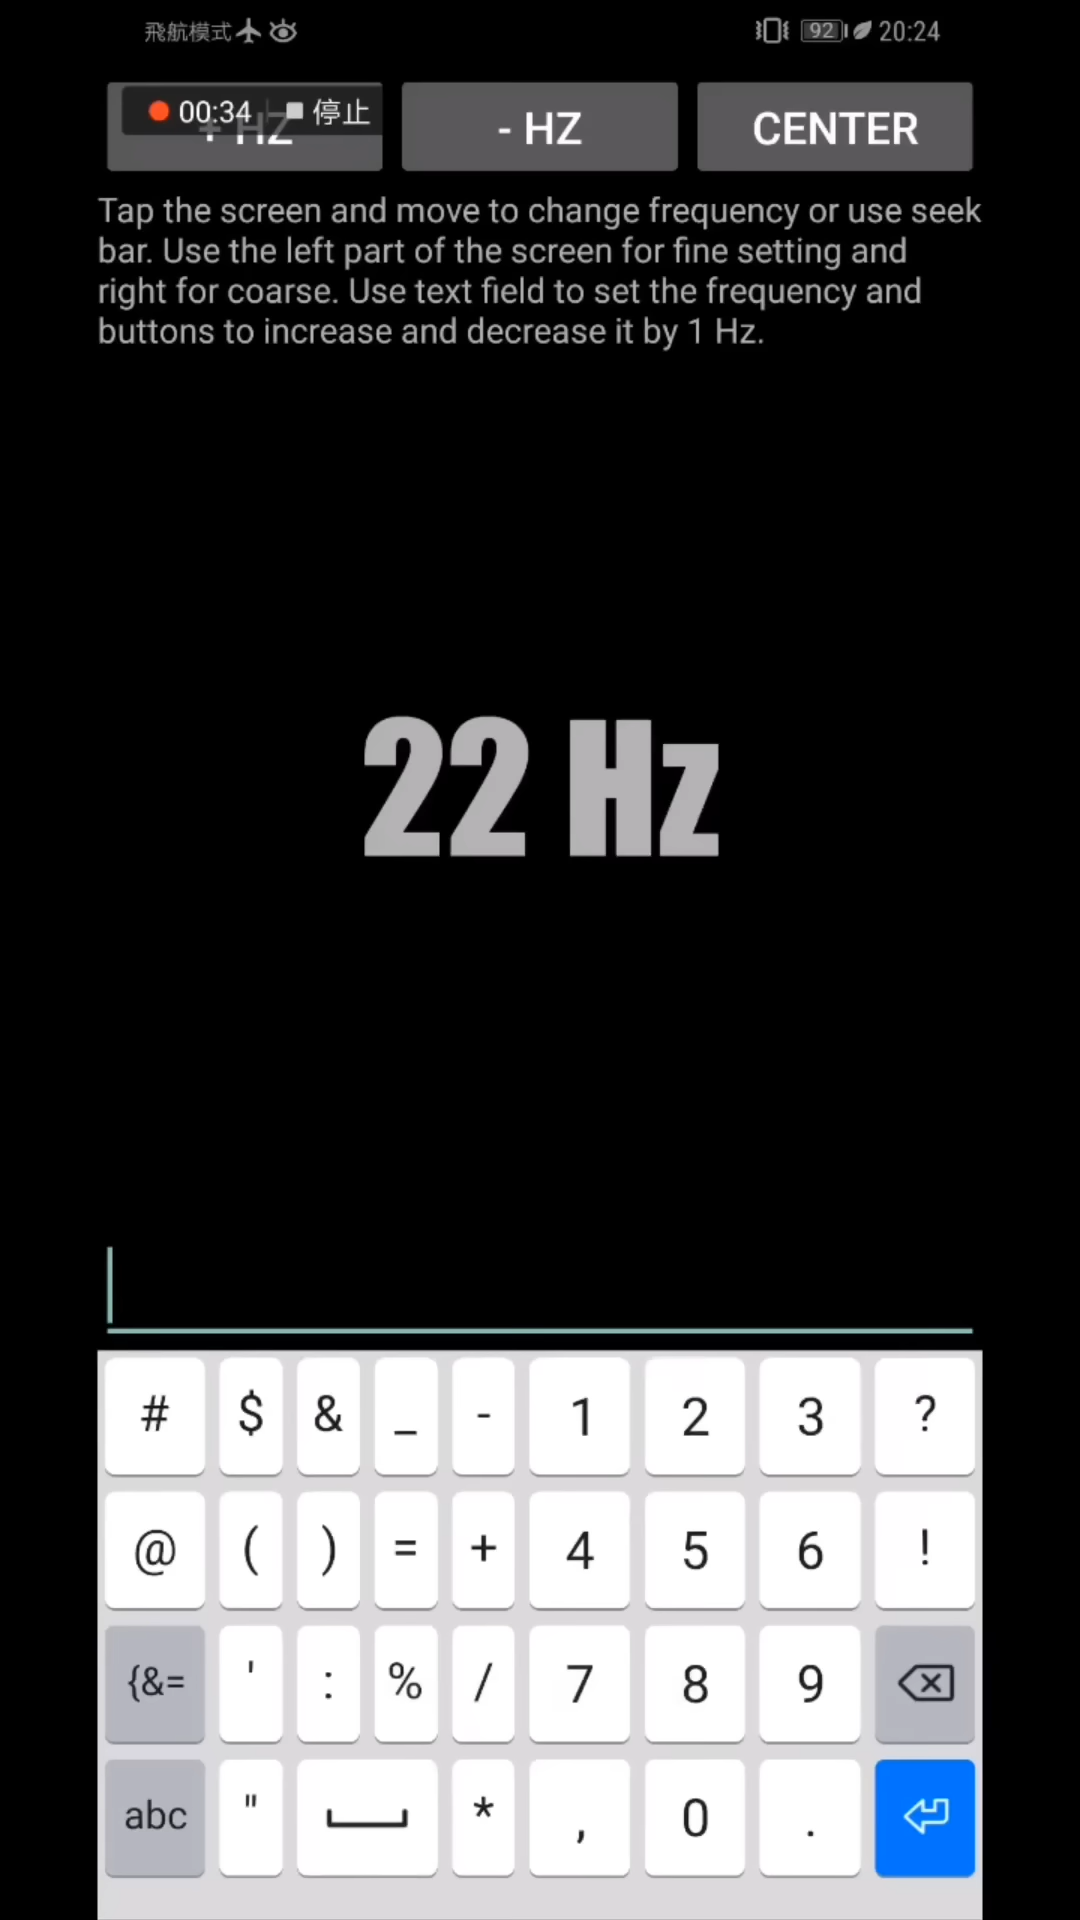 飛航模式 92 20:24
00:34 停止
+ HZ - HZ CENTER
Tap the screen and move to change frequency or use seek
bar. Use the left part of the screen for fine setting and
right for coarse. Use text field to set the frequency and
buttons to increase and decrease it by 1 Hz.
22 Hz
# $ & _ - 1 2 3 ?
@ ( ) = + 4 5 6 !
{&= ' : % / 7 8 9
abc " * , 0 .